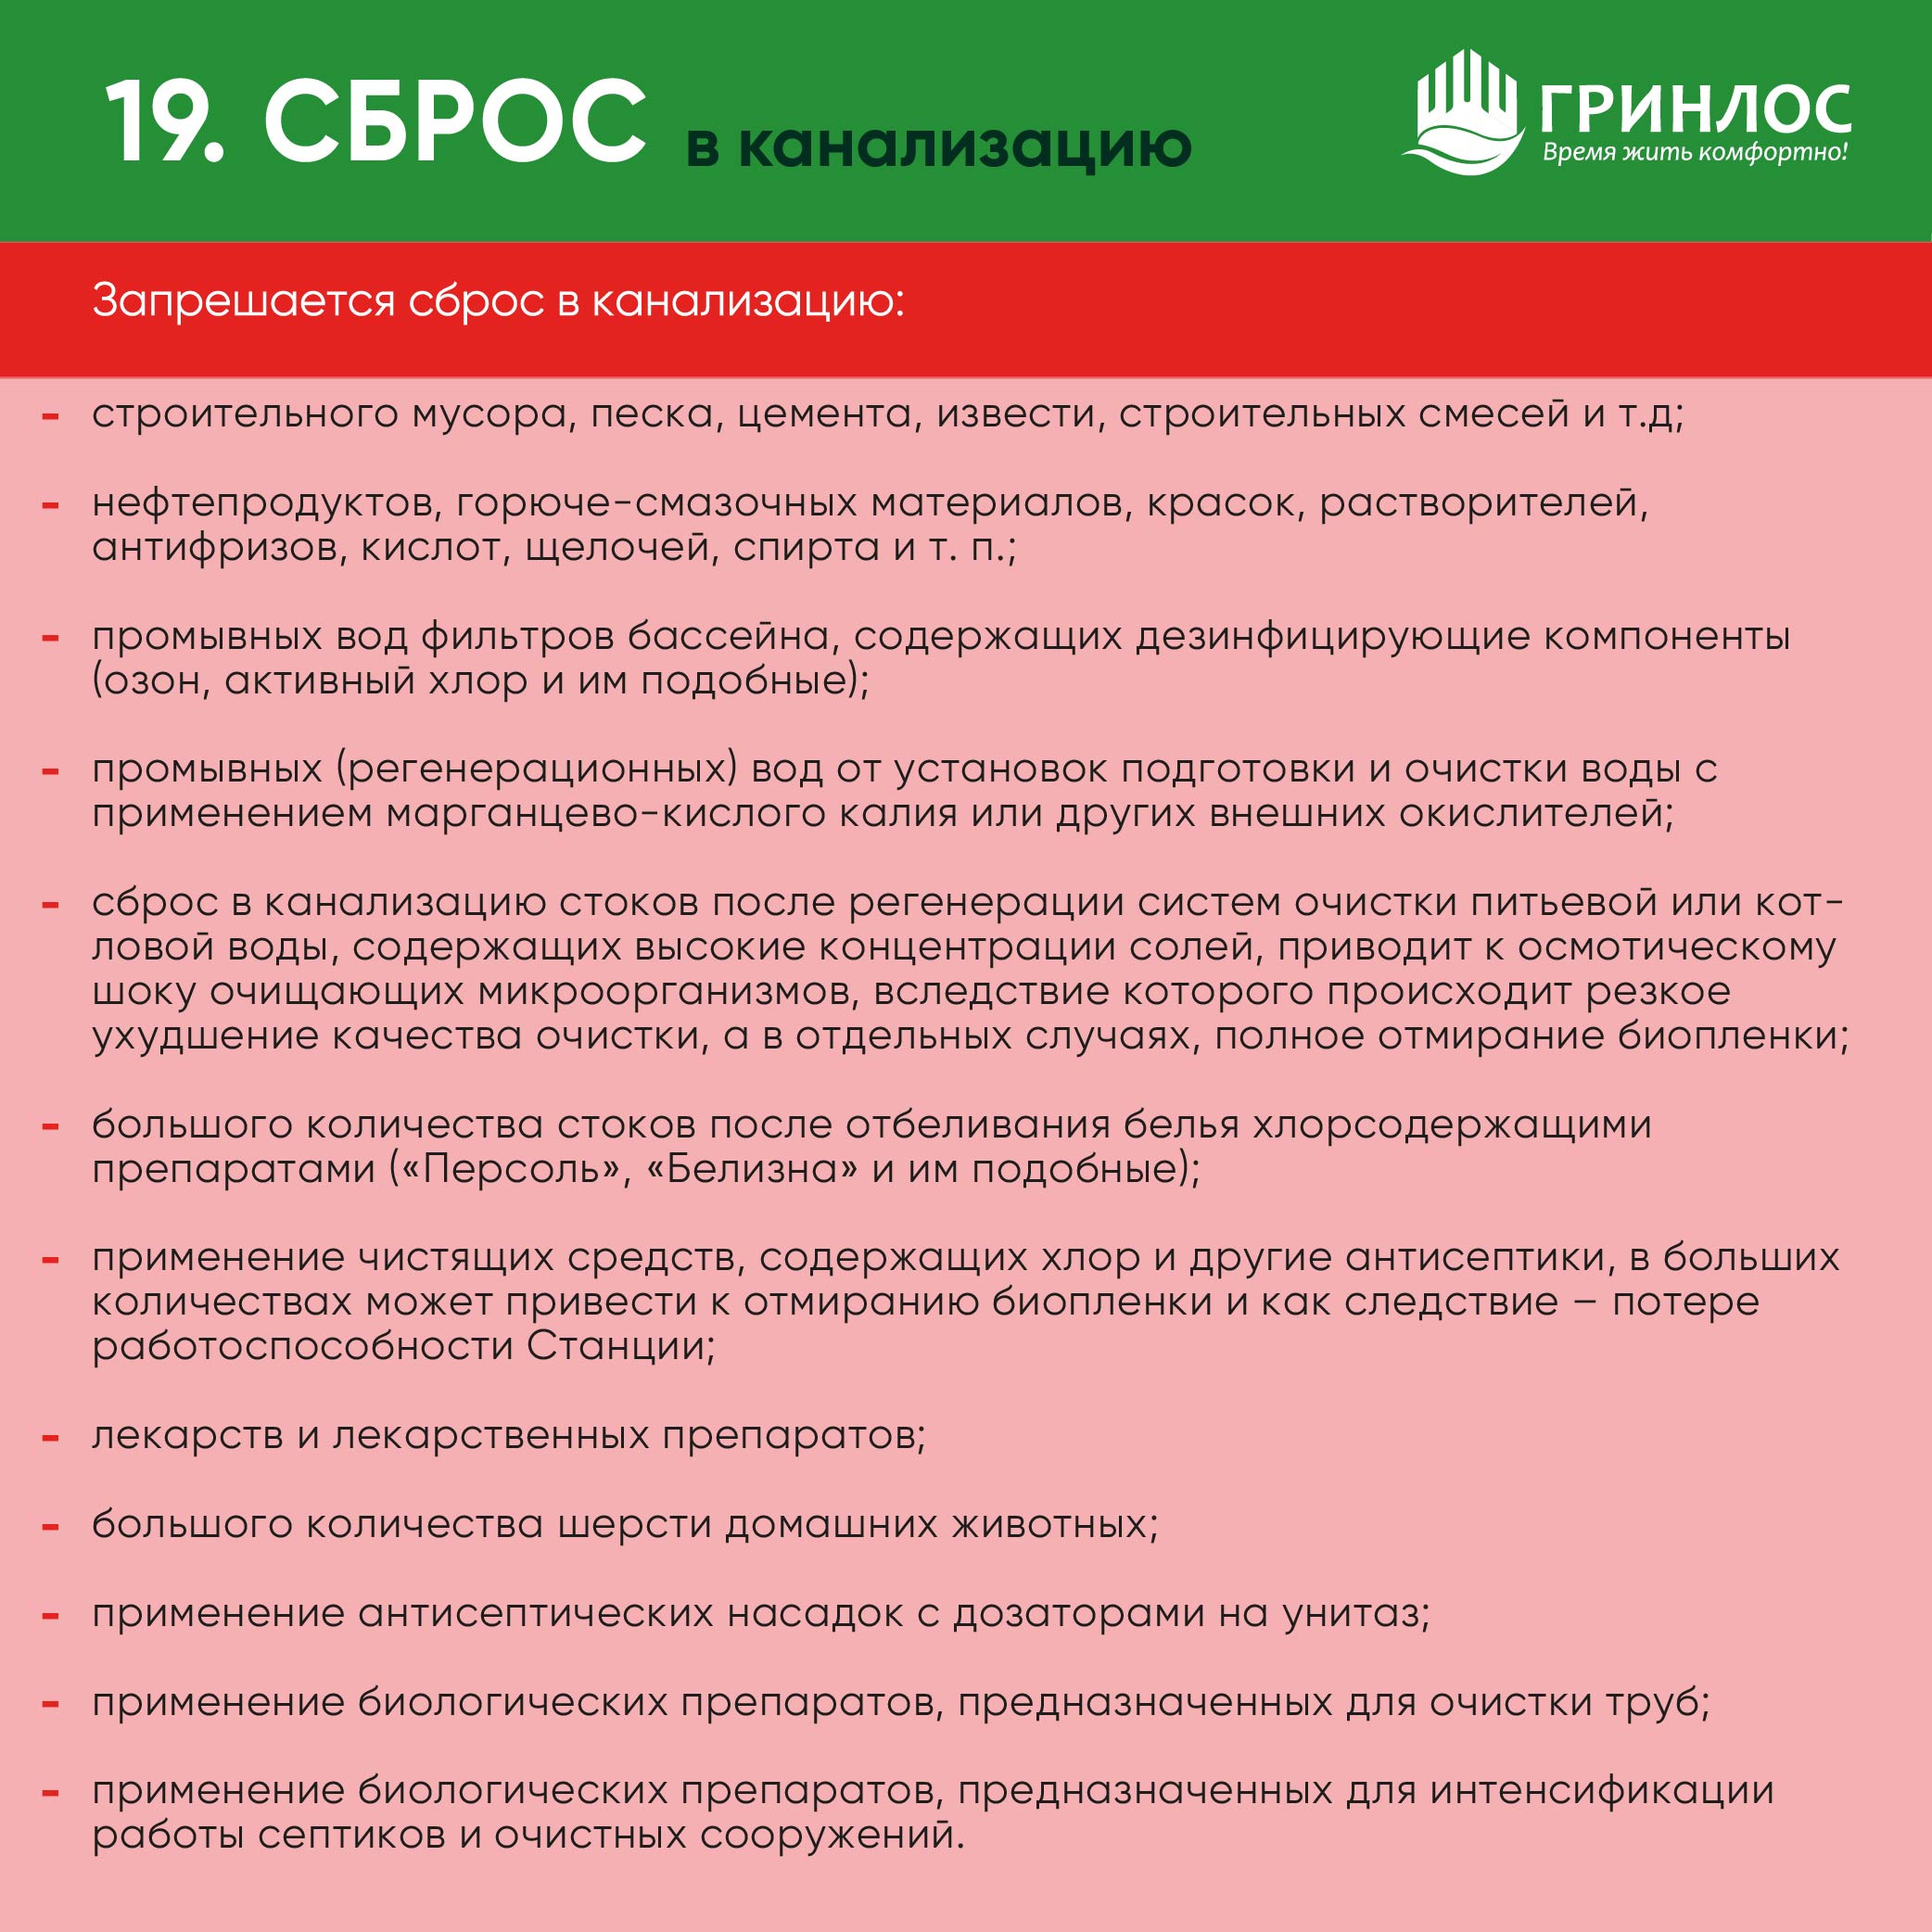 19. СБРОС в канализацию
ГРИНЛОС
Время жить комфортно!
Запрешается сброс в канализацию:
- строительного мусора, песка, цемента, извести, строительных смесей и т.д;
- нефтепродуктов, горюче-смазочных материалов, красок, растворителей,
антифризов, кислот, щелочей, спирта и т. п.;
- промывных вод фильтров бассейна, содержащих дезинфицирующие компоненты
(озон, активный хлор и им подобные);
- промывных (регенерационных) вод от установок подготовки и очистки воды с
применением марганцево-кислого калия или других внешних окислителей;
- сброс в канализацию стоков после регенерации систем очистки питьевой или кот-
ловой воды, содержащих высокие концентрации солей, приводит к осмотическому
шоку очищающих микроорганизмов, вследствие которого происходит резкое
ухудшение качества очистки, а в отдельных случаях, полное отмирание биопленки;
- большого количества стоков после отбеливания белья хлорсодержащими
препаратами («Персоль», «Белизна» и им подобные);
- применение чистящих средств, содержащих хлор и другие антисептики, в больших
количествах может привести к отмиранию биопленки и как следствие – потере
работоспособности Станции;
- лекарств и лекарственных препаратов;
- большого количества шерсти домашних животных;
- применение антисептических насадок с дозаторами на унитаз;
- применение биологических препаратов, предназначенных для очистки труб;
- применение биологических препаратов, предназначенных для интенсификации
работы септиков и очистных сооружений.